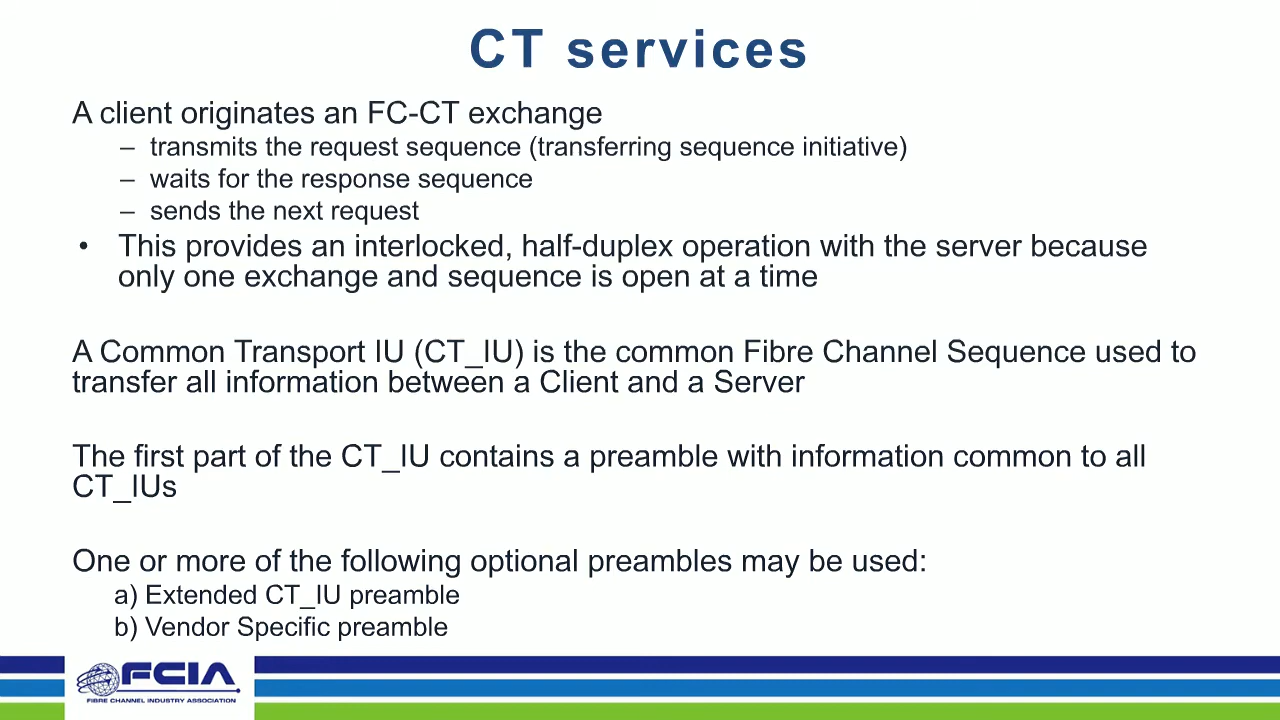 CT services
A client originates an FC-CT exchange
– transmits the request sequence (transferring sequence initiative)
– waits for the response sequence
– sends the next request
• This provides an interlocked, half-duplex operation with the server because
only one exchange and sequence is open at a time
A Common Transport IU (CT_IU) is the common Fibre Channel Sequence used to
transfer all information between a Client and a Server
The first part of the CT_IU contains a preamble with information common to all
CT_IUs
One or more of the following optional preambles may be used:
a) Extended CT_IU preamble
b) Vendor Specific preamble
FCIA
FIBRE CHANNEL INDUSTRY ASSOCIATION